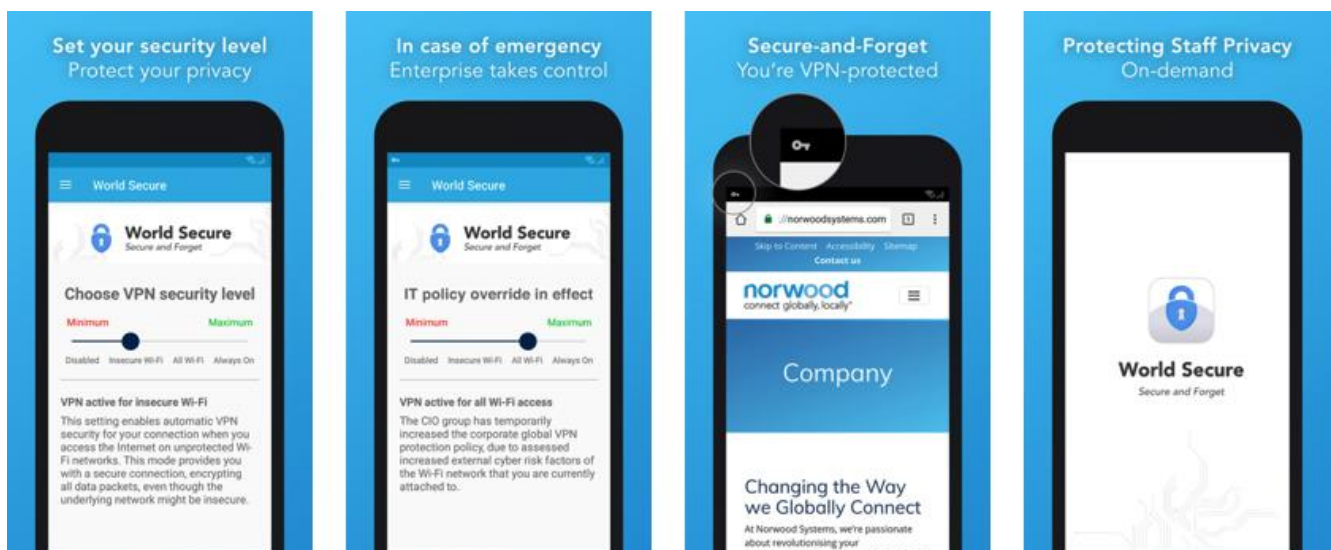 Set your security level
Protect your privacy
World Secure
World Secure
Secure and Forget
Choose VPN security level
Minimum Maximum
Disabled Insecure Wi-Fi All Wi-Fi Always On
VPN active for insecure Wi-Fi
This setting enables automatic VPN
security for your connection when you
access the Internet on unprotected Wi-
Fi networks. This mode provides you
with a secure connection, encrypting
all data packets, even though the
underlying network might be insecure.
In case of emergency
Enterprise takes control
World Secure
World Secure
Secure and Forget
IT policy override in effect
Minimum Maximum
Disabled Insecure Wi-Fi All Wi-Fi Always On
VPN active for all Wi-Fi access
The CIO group has temporarily
increased the corporate global VPN
protection policy, due to assessed
increased external cyber risk factors of
the Wi-Fi network that you are currently
attached to.
Secure-and-Forget
You're VPN-protected
://norwoodsystems.com 1
Skip to Content Accessibility Sitemap
Contact us
norwood
connect globally, locally
Company
Changing the Way
we Globally Connect
At Norwood Systems, we're passionate
about revolutionising your
Protecting Staff Privacy
On-demand
World Secure
Secure and Forget